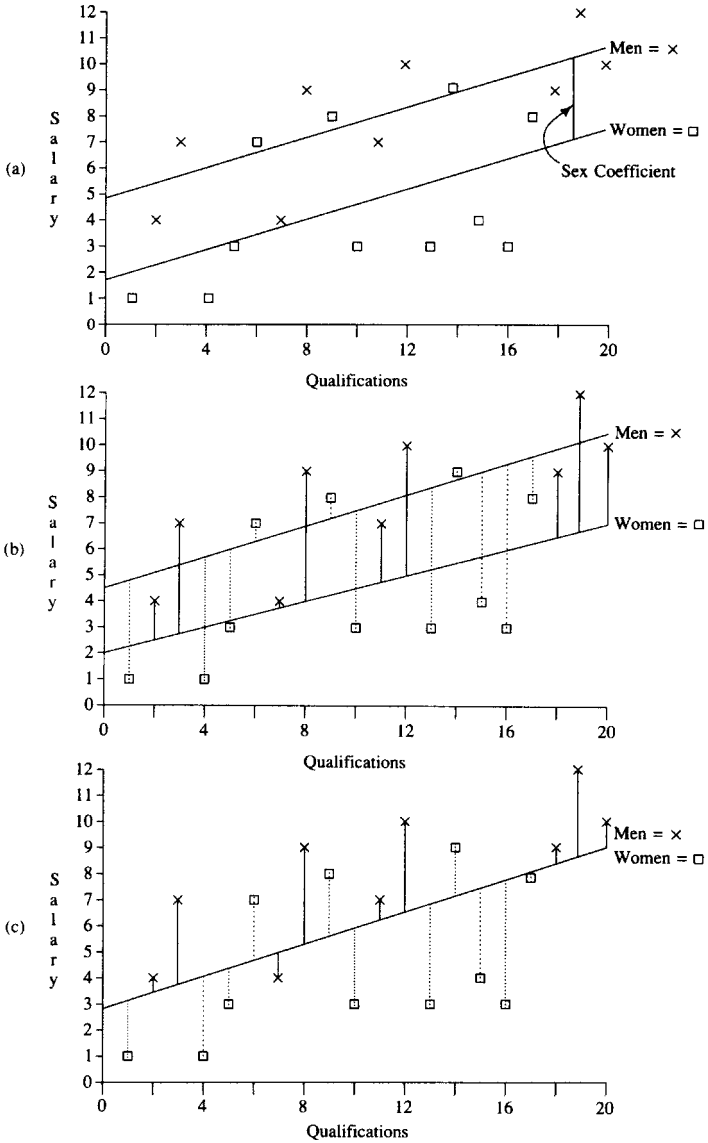 (a)
Salary
12
11
10
9
8
7
6
5
4
3
2
1
0
0 4 8 12 16 20
Qualifications
Men = ×
Women = □
Sex Coefficient
(b)
Salary
12
11
10
9
8
7
6
5
4
3
2
1
0
0 4 8 12 16 20
Qualifications
Men = ×
Women = □
(c)
Salary
12
11
10
9
8
7
6
5
4
3
2
1
0
0 4 8 12 16 20
Qualifications
Men = ×
Women = □